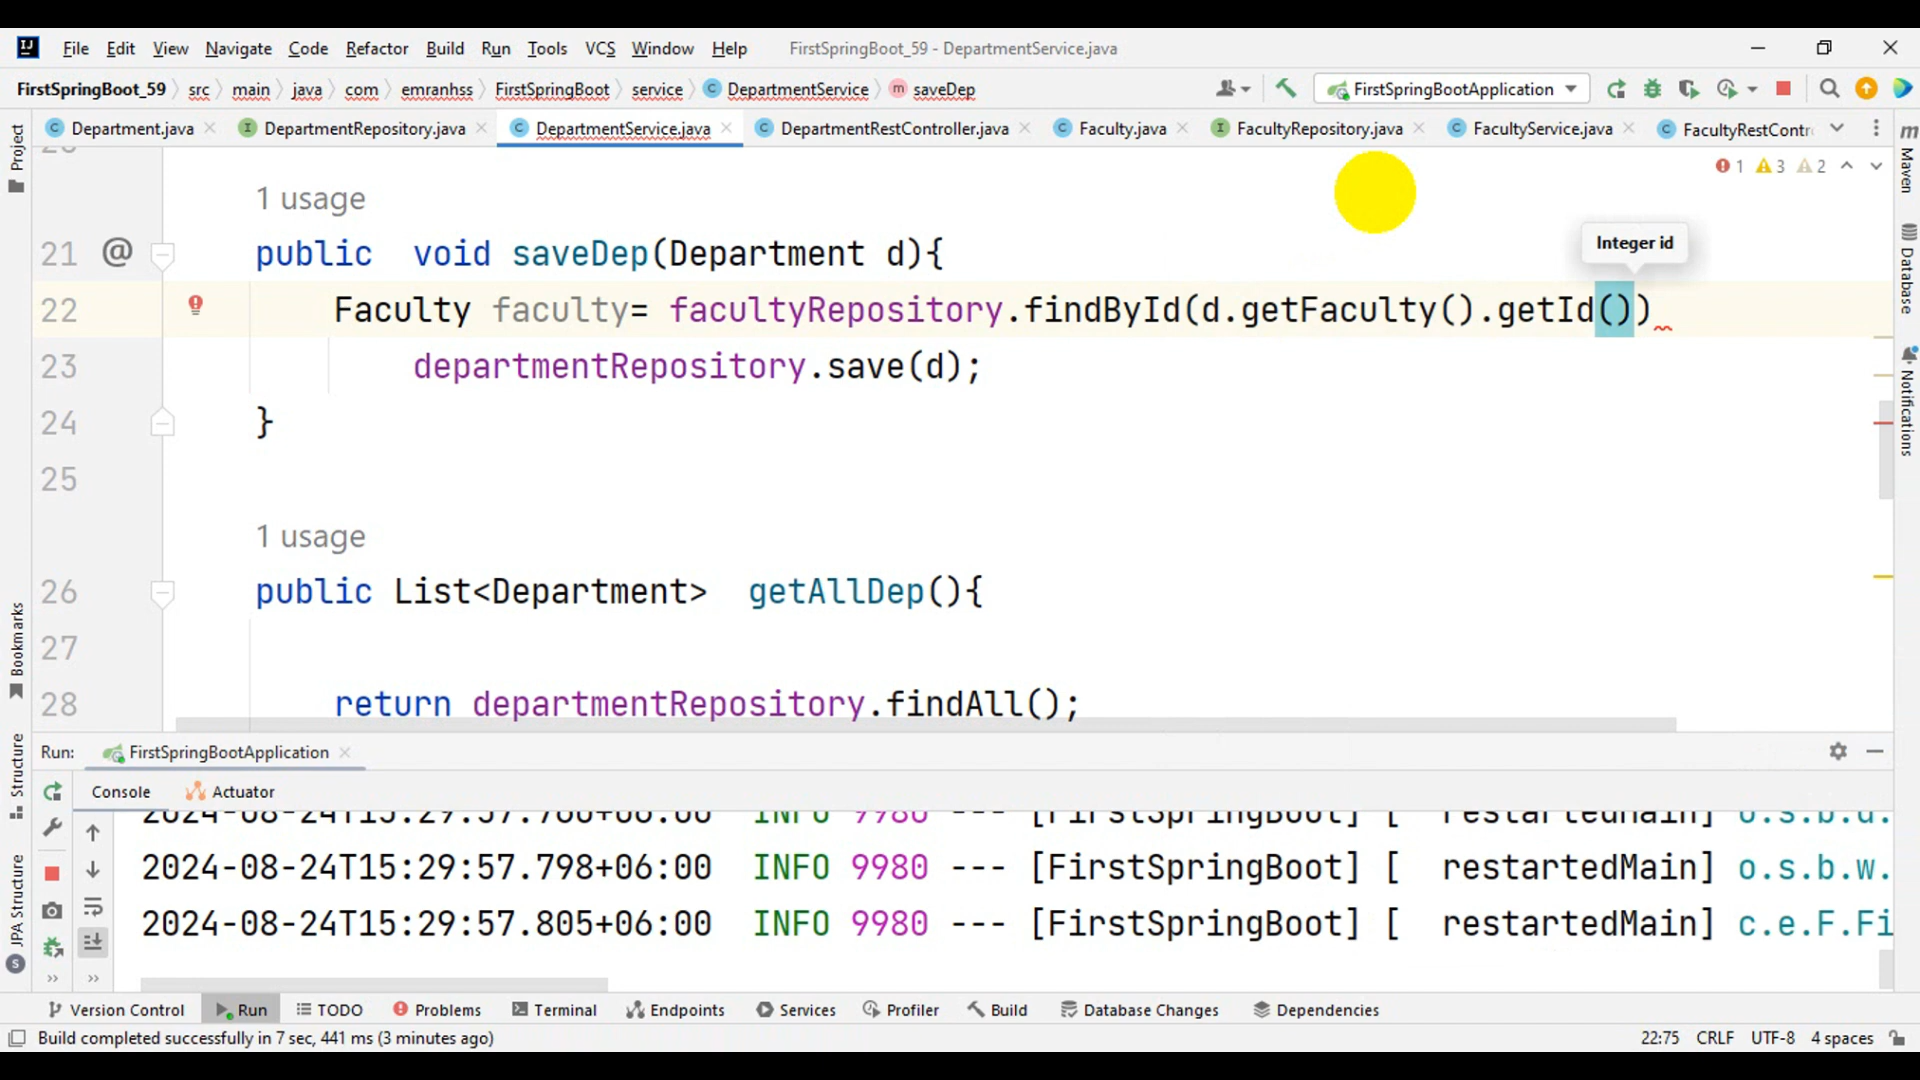 File Edit View Navigate Code Refactor Build Run Tools VCS Window Help FirstSpringBoot_59 - DepartmentService.java
FirstSpringBoot_59 src main java com emranhss FirstSpringBoot service DepartmentService saveDep FirstSpringBootApplication
Department.java DepartmentRepository.java DepartmentService.java DepartmentRestController.java Faculty.java FacultyRepository.java FacultyService.java FacultyRestContr
Project
Bookmarks
Structure
JPA Structure
Maven
Database
Notifications
1 3 2
1 usage
Integer id
21 @ public void saveDep(Department d){
22 Faculty faculty= facultyRepository.findById(d.getFaculty().getId())
23 departmentRepository.save(d);
24 }
25
1 usage
26 public List<Department> getAllDep(){
27
28 return departmentRepository.findAll();
Run: FirstSpringBootApplication
Console Actuator
2024-08-24T15:29:57.798+06:00 INFO 9980 --- [FirstSpringBoot] [ restartedMain] o.s.b.w.
2024-08-24T15:29:57.805+06:00 INFO 9980 --- [FirstSpringBoot] [ restartedMain] c.e.F.Fi
Version Control Run TODO Problems Terminal Endpoints Services Profiler Build Database Changes Dependencies
Build completed successfully in 7 sec, 441 ms (3 minutes ago) 22:75 CRLF UTF-8 4 spaces